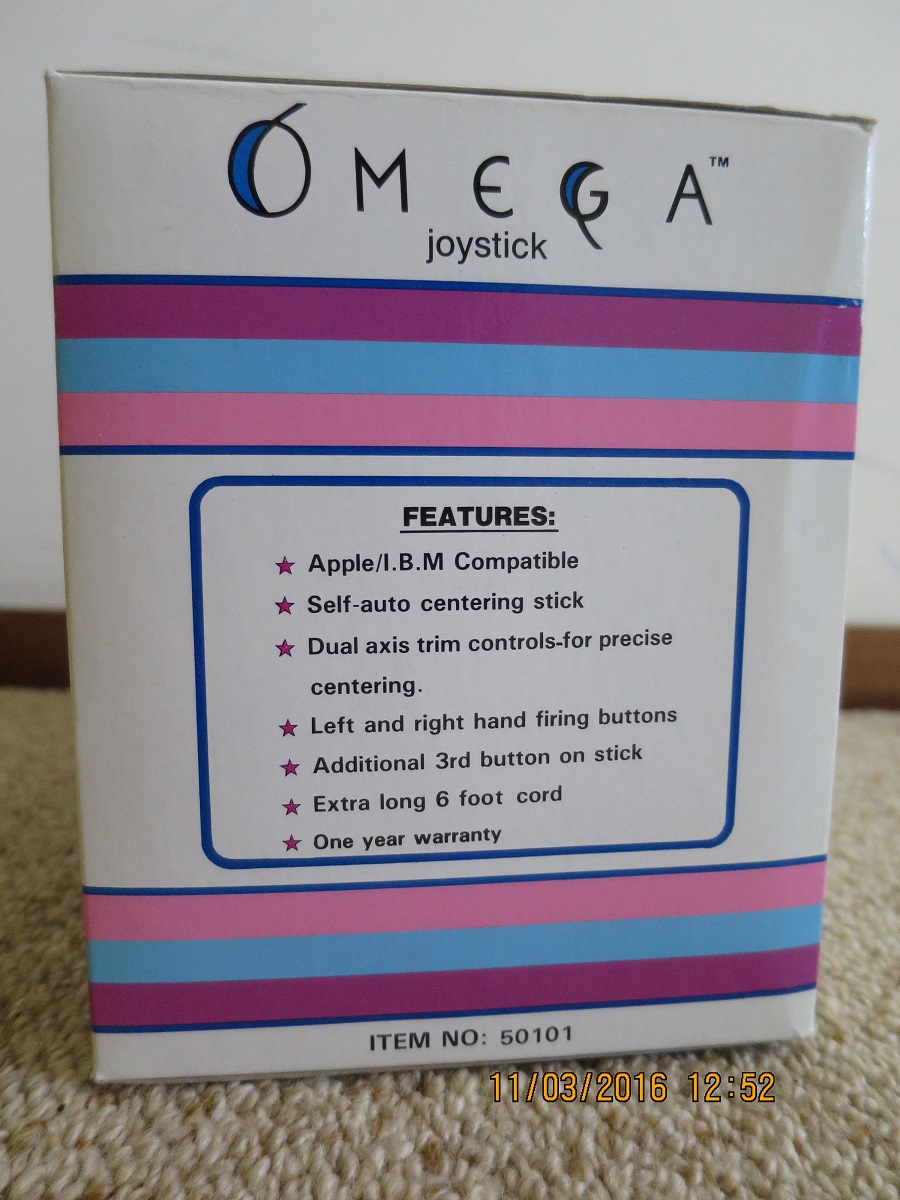 OMEGA™
joystick
FEATURES:
★ Apple/I.B.M Compatible
★ Self-auto centering stick
★ Dual axis trim controls-for precise
centering.
★ Left and right hand firing buttons
★ Additional 3rd button on stick
★ Extra long 6 foot cord
★ One year warranty
ITEM NO: 50101
11/03/2016 12:52